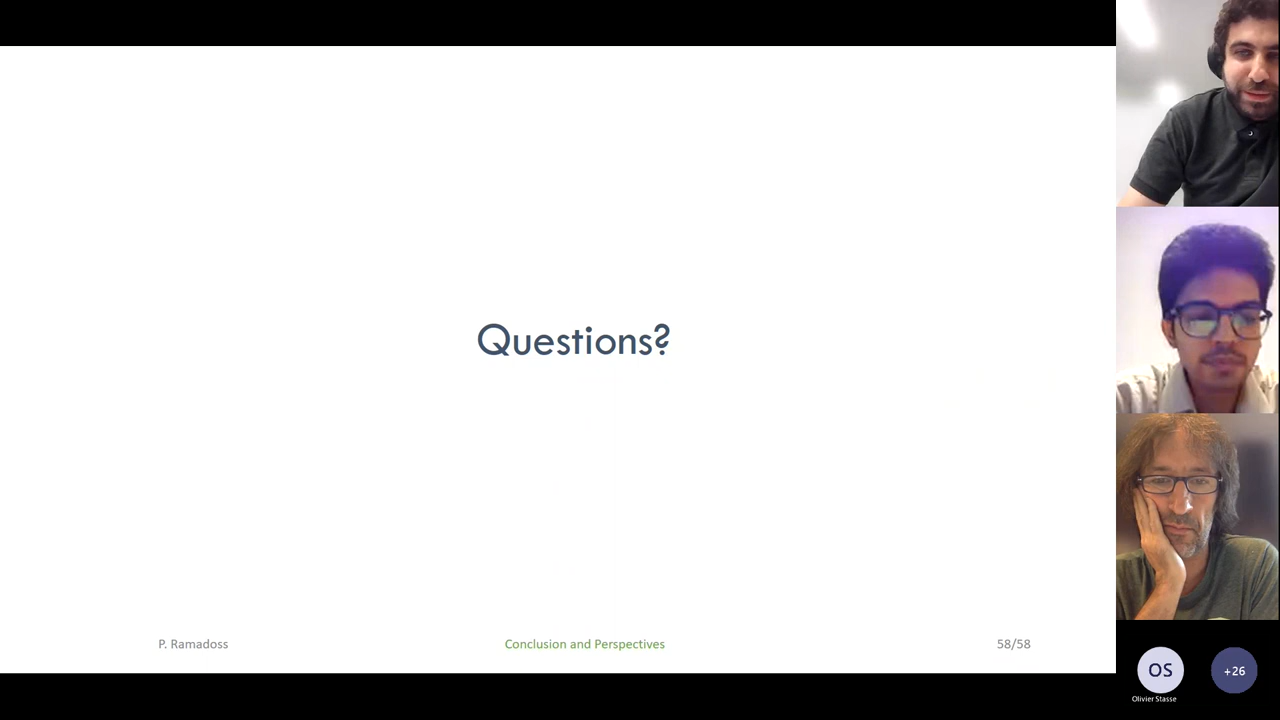 Questions?
P. Ramadoss
Conclusion and Perspectives
58/58
OS
+26
Olivier Stasse